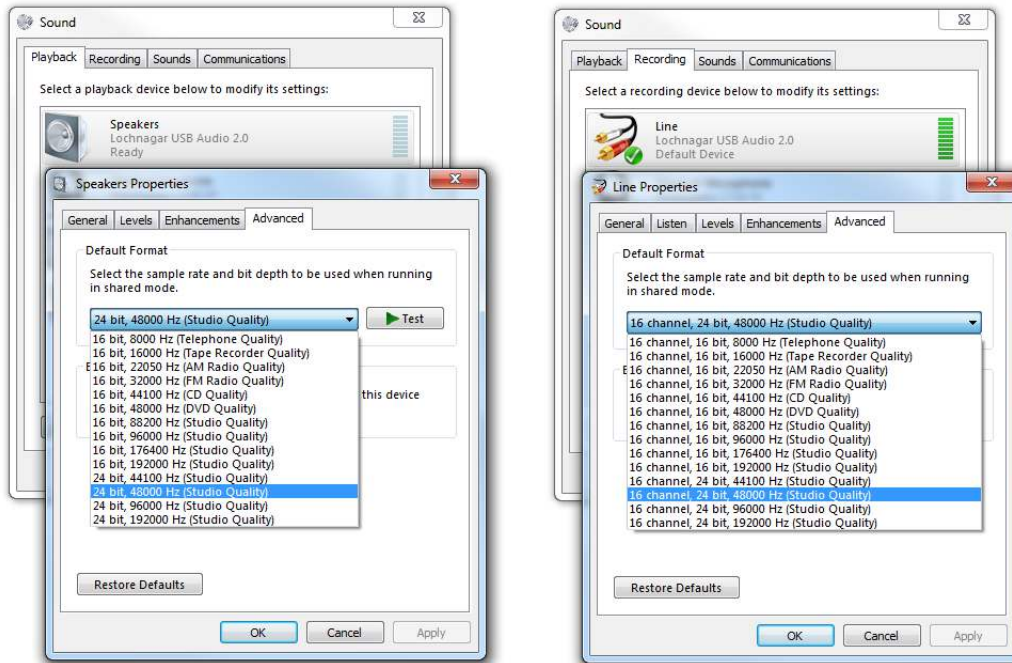 Sound
Playback Recording Sounds Communications
Select a playback device below to modify its settings:
Speakers
Lochnagar USB Audio 2.0
Ready
Speakers Properties
General Levels Enhancements Advanced
Default Format
Select the sample rate and bit depth to be used when running
in shared mode.
24 bit, 48000 Hz (Studio Quality)
Test
16 bit, 8000 Hz (Telephone Quality)
16 bit, 16000 Hz (Tape Recorder Quality)
16 bit, 22050 Hz (AM Radio Quality)
16 bit, 32000 Hz (FM Radio Quality)
16 bit, 44100 Hz (CD Quality)
this device
16 bit, 48000 Hz (DVD Quality)
16 bit, 88200 Hz (Studio Quality)
16 bit, 96000 Hz (Studio Quality)
16 bit, 176400 Hz (Studio Quality)
16 bit, 192000 Hz (Studio Quality)
24 bit, 44100 Hz (Studio Quality)
24 bit, 48000 Hz (Studio Quality)
24 bit, 96000 Hz (Studio Quality)
24 bit, 192000 Hz (Studio Quality)
Restore Defaults
OK Cancel Apply
Sound
Playback Recording Sounds Communications
Select a recording device below to modify its settings:
Line
Lochnagar USB Audio 2.0
Default Device
Line Properties
General Listen Levels Enhancements Advanced
Default Format
Select the sample rate and bit depth to be used when running
in shared mode.
16 channel, 24 bit, 48000 Hz (Studio Quality)
16 channel, 16 bit, 8000 Hz (Telephone Quality)
16 channel, 16 bit, 16000 Hz (Tape Recorder Quality)
16 channel, 16 bit, 22050 Hz (AM Radio Quality)
16 channel, 16 bit, 32000 Hz (FM Radio Quality)
16 channel, 16 bit, 44100 Hz (CD Quality)
16 channel, 16 bit, 48000 Hz (DVD Quality)
16 channel, 16 bit, 88200 Hz (Studio Quality)
16 channel, 16 bit, 96000 Hz (Studio Quality)
16 channel, 16 bit, 176400 Hz (Studio Quality)
16 channel, 16 bit, 192000 Hz (Studio Quality)
16 channel, 24 bit, 44100 Hz (Studio Quality)
16 channel, 24 bit, 48000 Hz (Studio Quality)
16 channel, 24 bit, 96000 Hz (Studio Quality)
16 channel, 24 bit, 192000 Hz (Studio Quality)
Restore Defaults
OK Cancel Apply